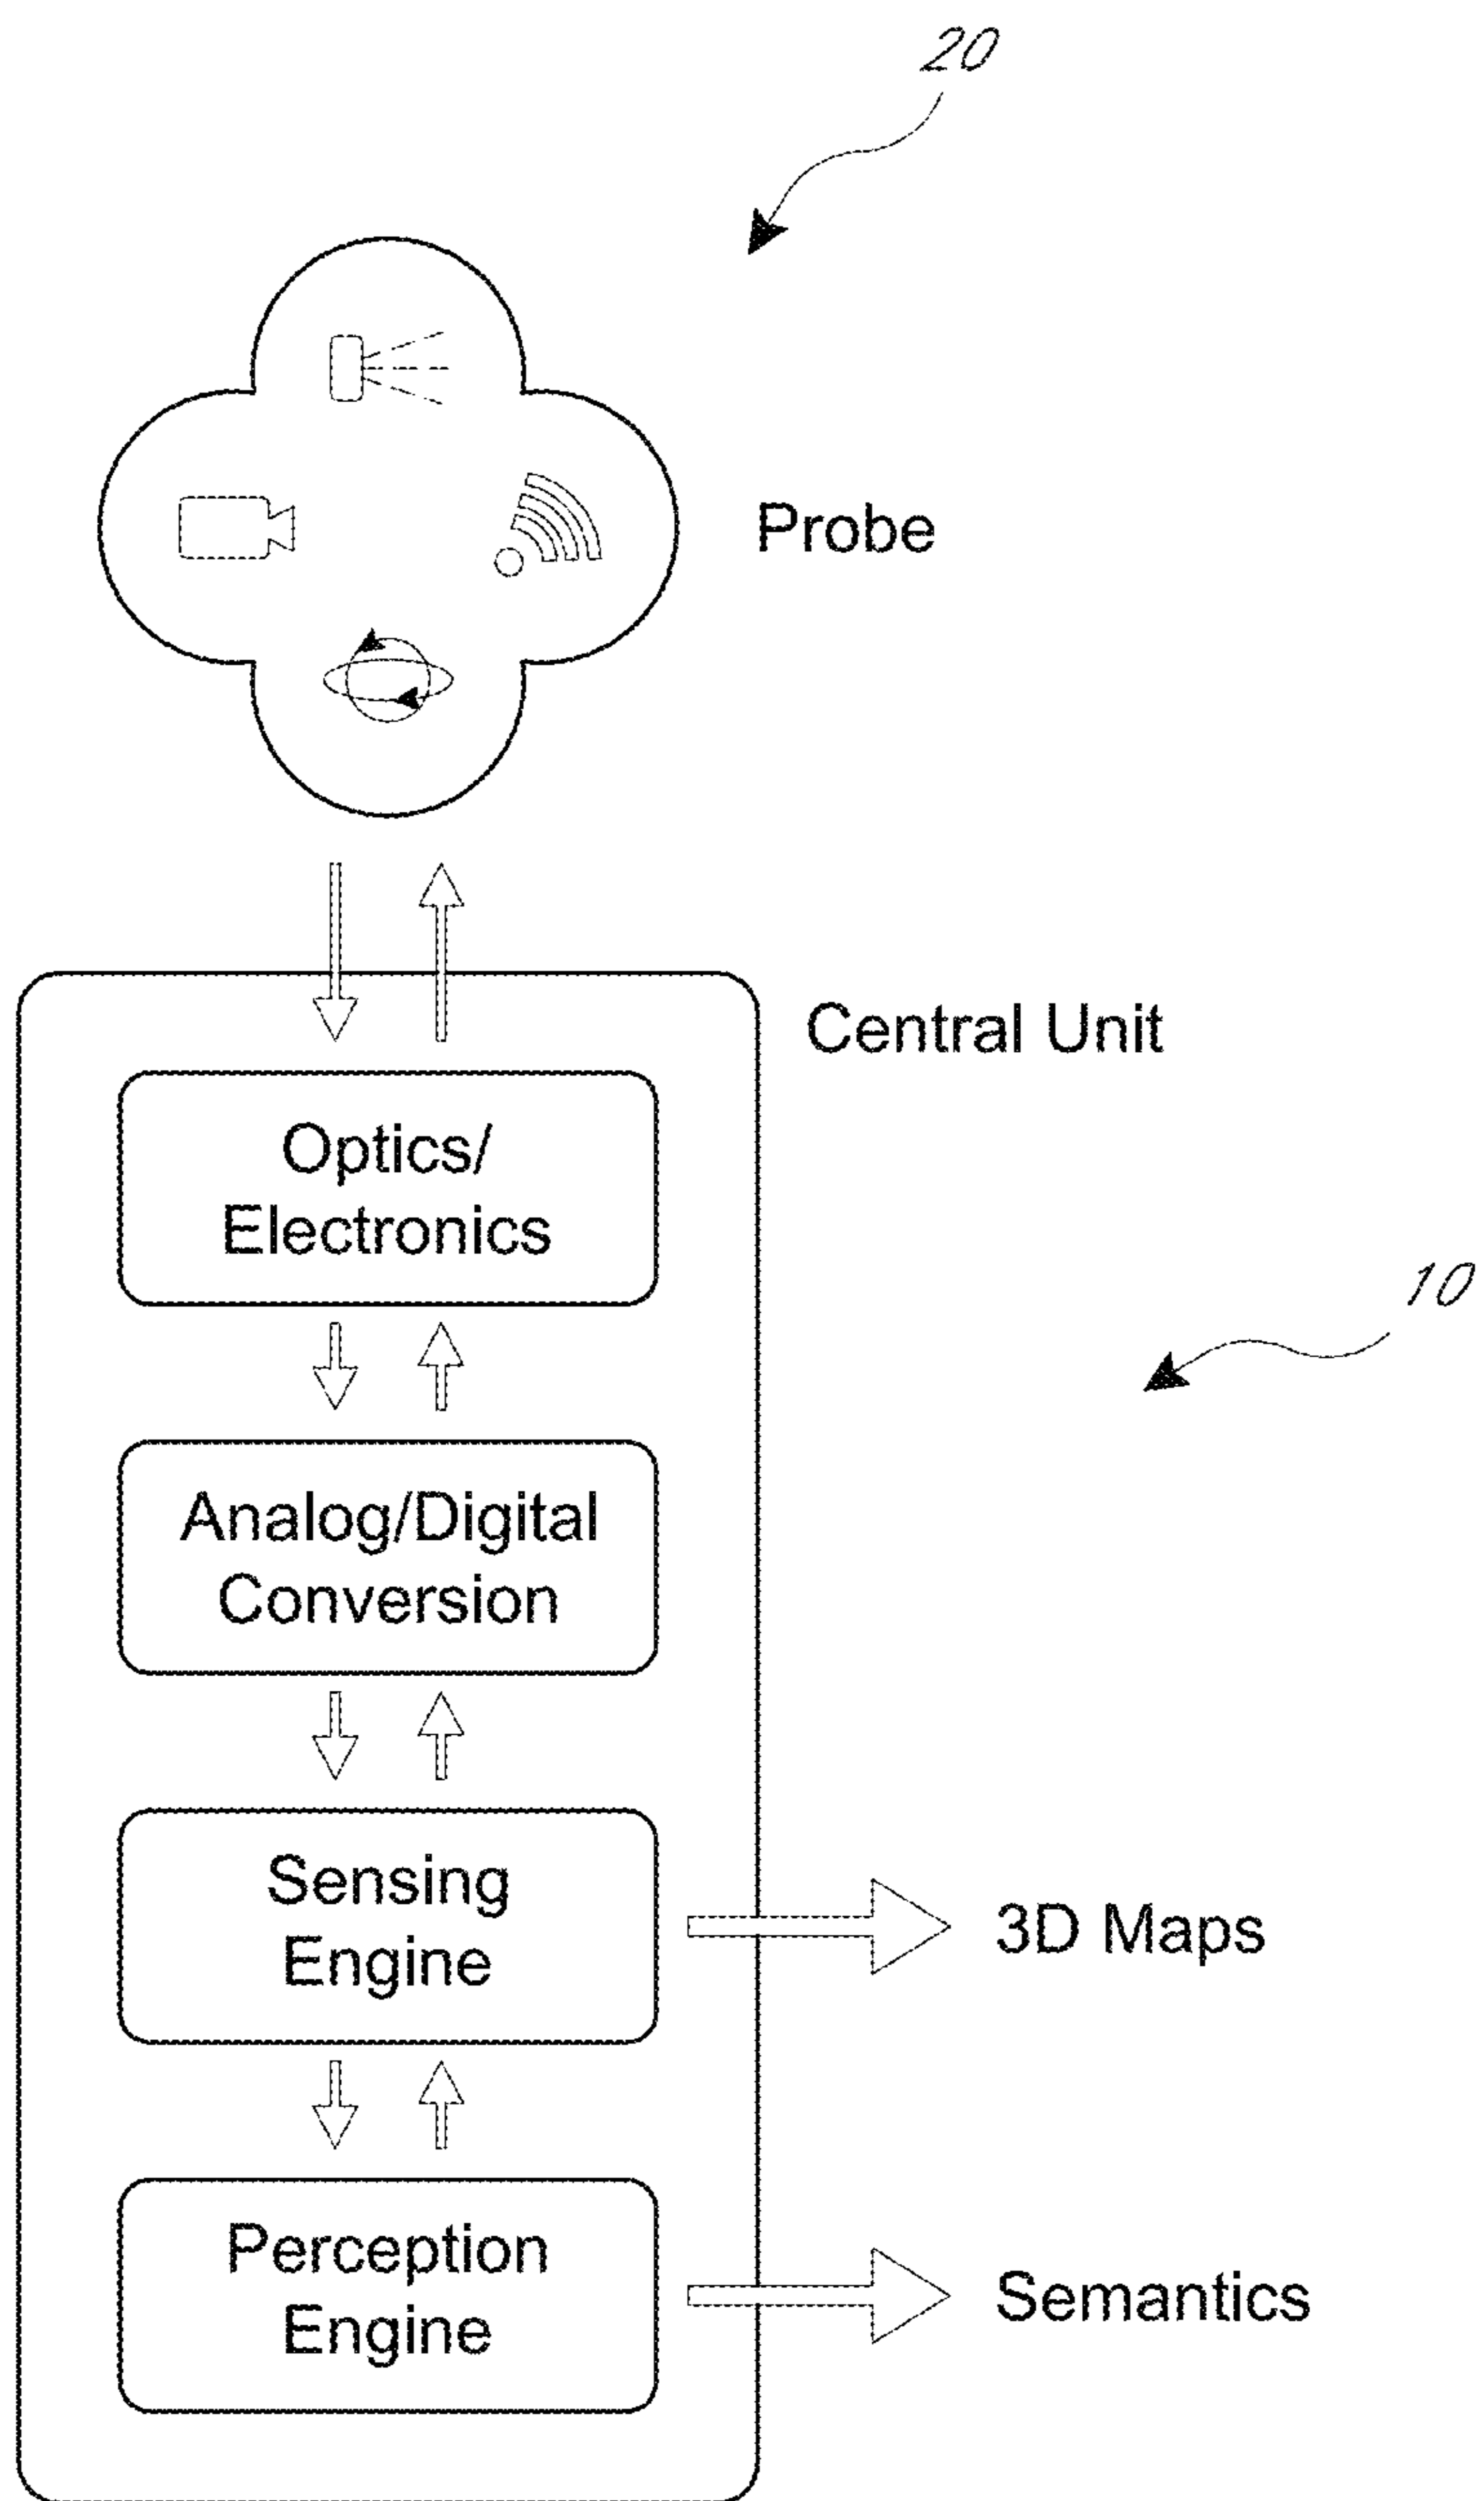 20
Probe
Central Unit
Optics/
Electronics
10
Analog/Digital
Conversion
Sensing
Engine
3D Maps
Perception
Engine
Semantics